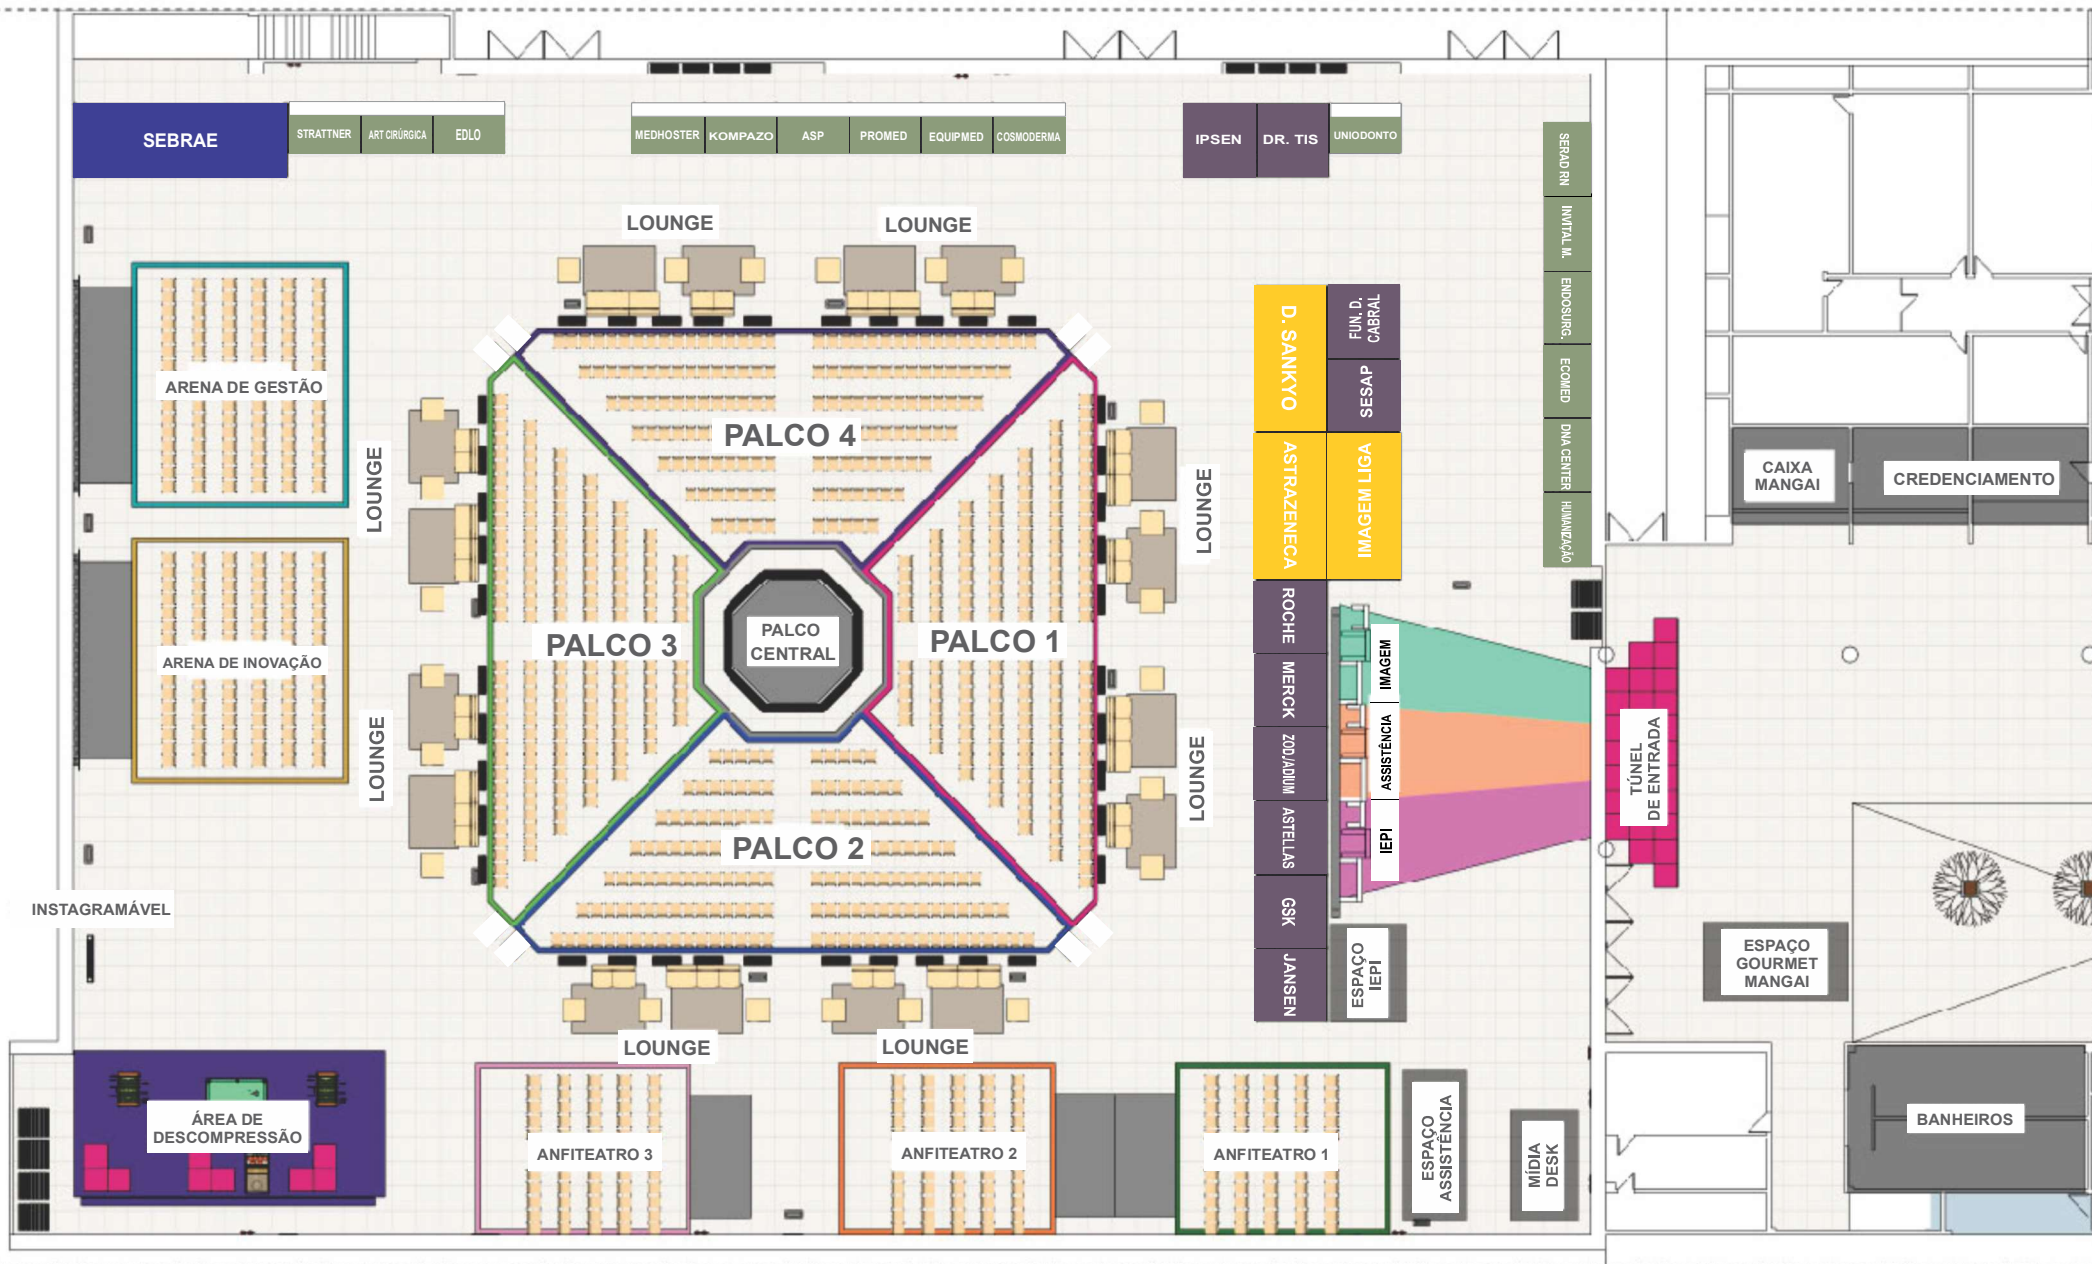 SEBRAE
STRATTNER
ART CIRÚRGICA
EDLO
MEDHOSTER
KOMPAZO
ASP
PROMED
EQUIPMED
COSMODERMA
IPSEN
DR. TIS
UNIODONTO
SERAD RN
INVITAL M.
ENDOSURG.
ECOMED
DNA CENTER
HUMANIZAÇÃO
LOUNGE
LOUNGE
ARENA DE GESTÃO
LOUNGE
PALCO 4
LOUNGE
D. SANKYO
FUN. D.
CABRAL
SESAP
ASTRAZENECA
IMAGEM LIGA
CAIXA
MANGAI
CREDENCIAMENTO
ARENA DE INOVAÇÃO
PALCO 3
PALCO
CENTRAL
PALCO 1
ROCHE
MERCK
ZOD/ADIUM
ASTELLAS
GSK
JANSEN
IMAGEM
ASSISTÊNCIA
IEPI
TÚNEL
DE ENTRADA
LOUNGE
LOUNGE
PALCO 2
INSTAGRAMÁVEL
ESPAÇO
IEPI
ESPAÇO
GOURMET
MANGAI
LOUNGE
LOUNGE
ÁREA DE
DESCOMPRESSÃO
ANFITEATRO 3
ANFITEATRO 2
ANFITEATRO 1
ESPAÇO
ASSISTÊNCIA
MÍDIA
DESK
BANHEIROS